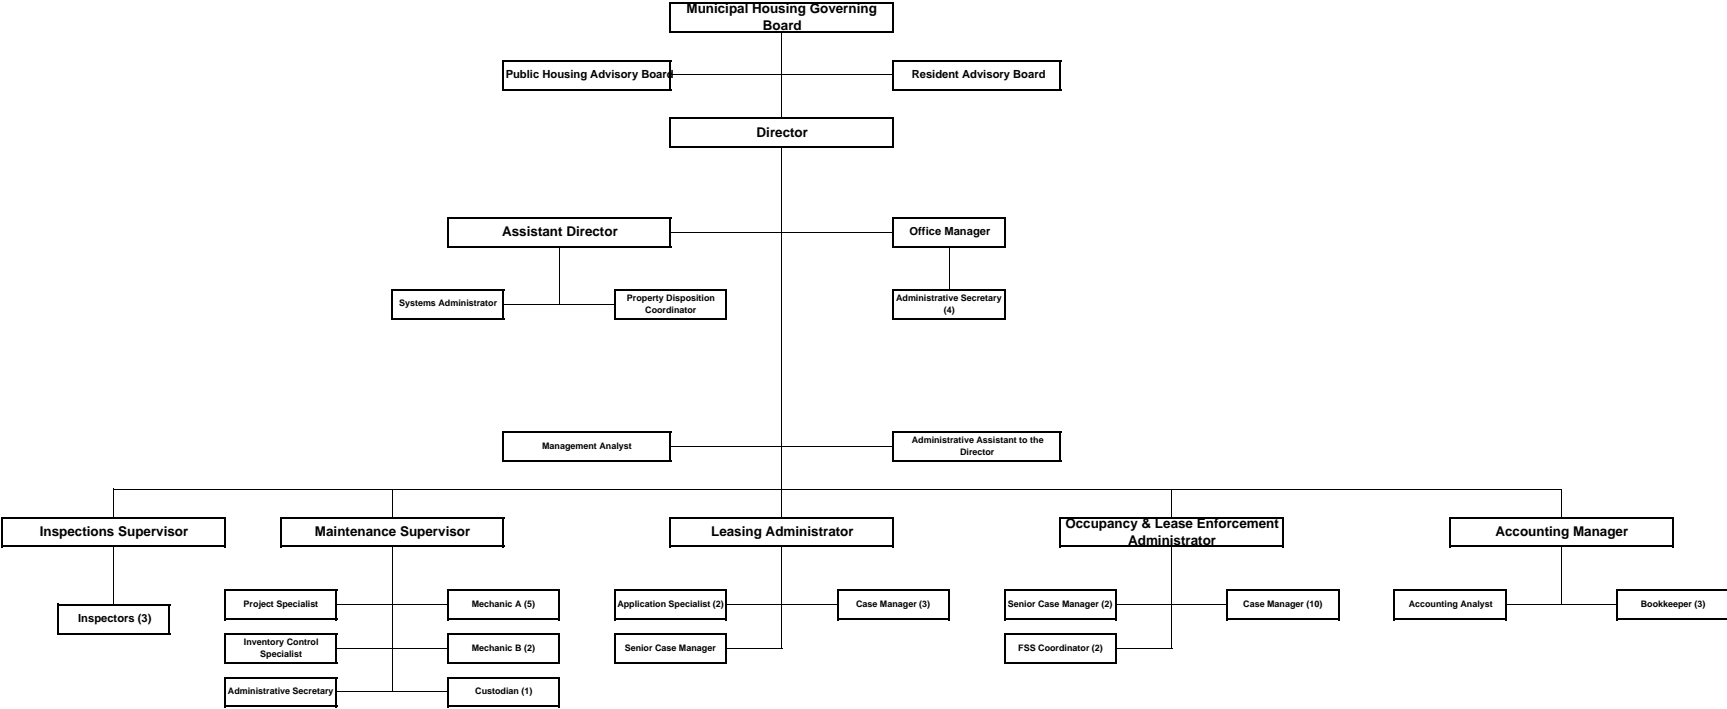 Municipal Housing Governing
Board
Public Housing Advisory Board
Resident Advisory Board
Director
Assistant Director
Office Manager
Systems Administrator
Property Disposition
Coordinator
Administrative Secretary
(4)
Management Analyst
Administrative Assistant to the
Director
Inspections Supervisor
Maintenance Supervisor
Leasing Administrator
Occupancy & Lease Enforcement
Administrator
Accounting Manager
Inspectors (3)
Project Specialist
Mechanic A (5)
Inventory Control
Specialist
Mechanic B (2)
Administrative Secretary
Custodian (1)
Application Specialist (2)
Case Manager (3)
Senior Case Manager
Senior Case Manager (2)
Case Manager (10)
FSS Coordinator (2)
Accounting Analyst
Bookkeeper (3)